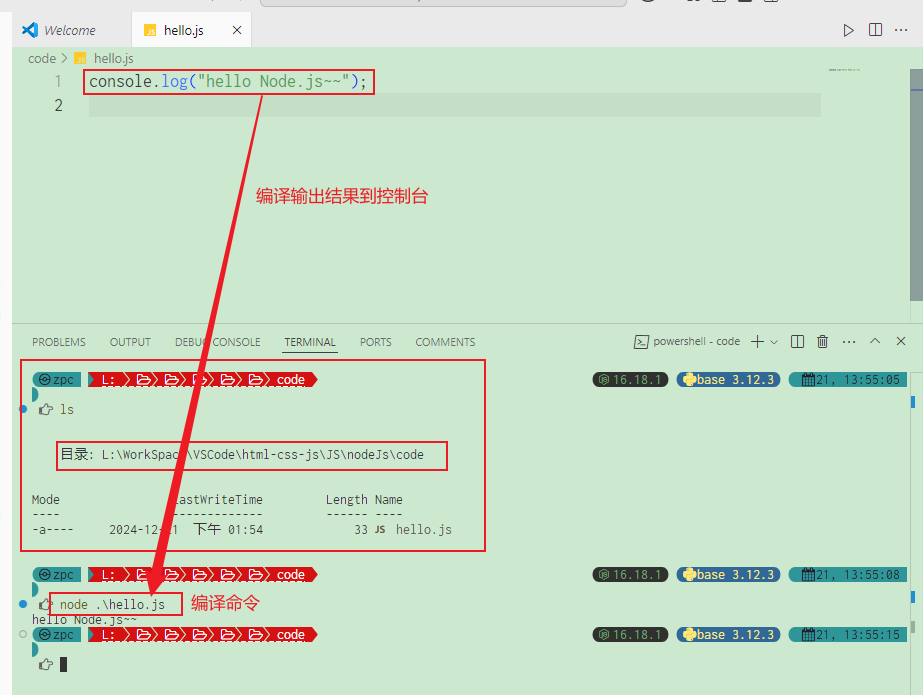 Welcome
hello.js
code > hello.js
1 console.log("hello Node.js~~");
2
编译输出结果到控制台
PROBLEMS OUTPUT DEBUG CONSOLE TERMINAL PORTS COMMENTS powershell - code
zpc L: code 16.18.1 base 3.12.3 21, 13:55:05
ls
目录: L:\WorkSpace\VSCode\html-css-js\JS\nodeJs\code
Mode LastWriteTime Length Name
---- ------------- ------ ----
-a---- 2024-12-21 下午 01:54 33 JS hello.js
zpc L: code 16.18.1 base 3.12.3 21, 13:55:08
node .\hello.js 编译命令
hello Node.js~~
zpc L: code 16.18.1 base 3.12.3 21, 13:55:15